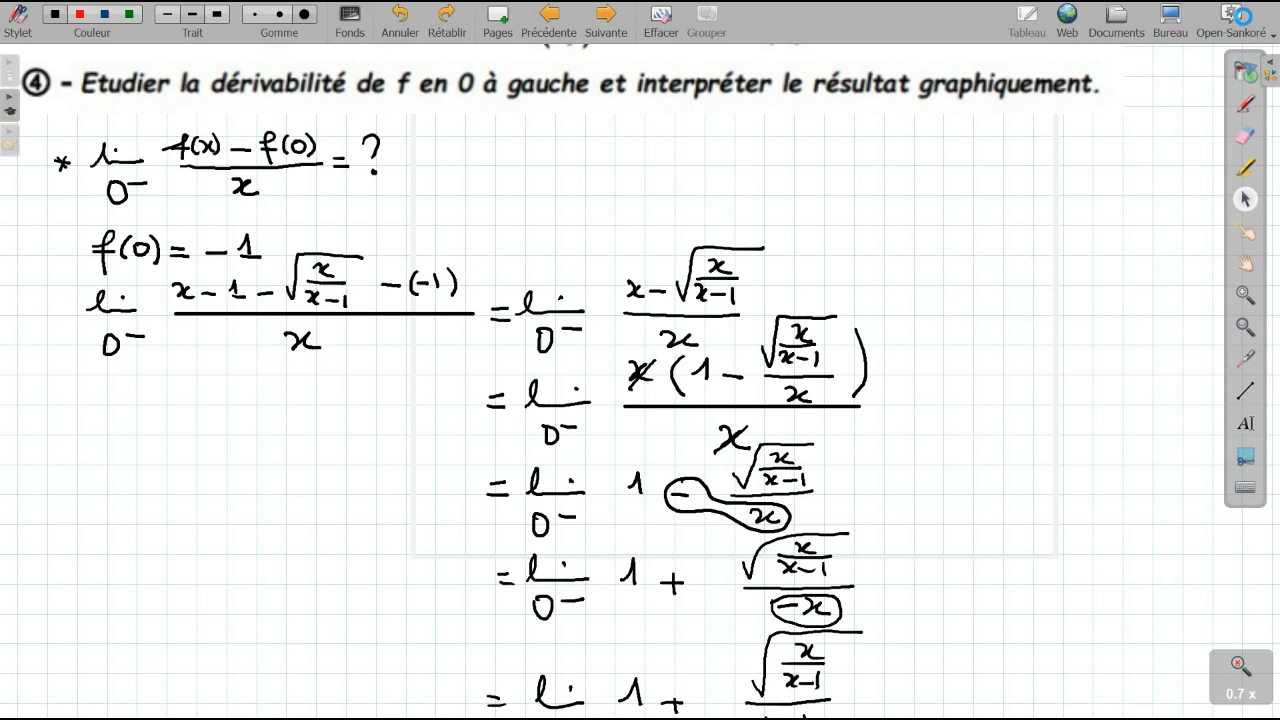 Stylet Couleur Trait Gomme Fonds Annuler Rétablir Pages Précédente Suivante Effacer Grouper Tableau Web Documents Bureau Open-Sankoré
④ - Etudier la dérivabilité de f en 0 à gauche et interpréter le résultat graphiquement.
* lim 0⁻ (f(x) - f(0))/x = ?
f(0) = -1
lim 0⁻ (x - 1 - √(x/(x-1)) - (-1))/x = lim 0⁻ (x - √(x/(x-1)))/x
= lim 0⁻ x(1 - √(x/(x-1))/x)/x
= lim 0⁻ 1 - √(x/(x-1))/x
= lim 0⁻ 1 + √(x/(x-1))/(-x)
= lim 1 + √(x/(x-1))
AI
0.7 x